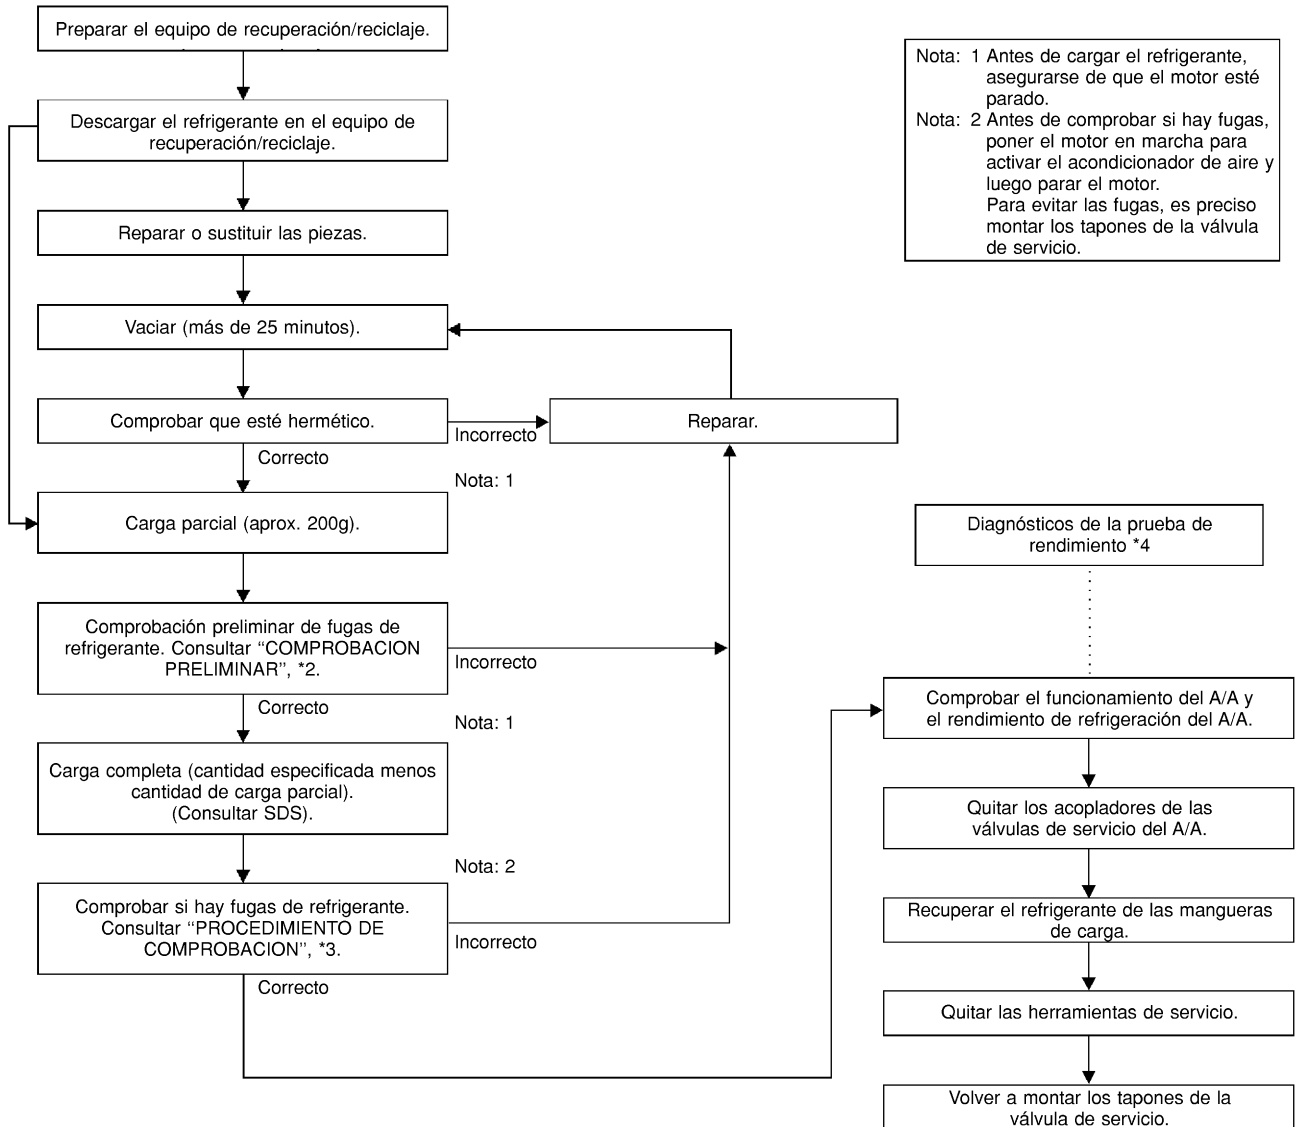 Preparar el equipo de recuperación/reciclaje.
Descargar el refrigerante en el equipo de
recuperación/reciclaje.
Reparar o sustituir las piezas.
Vaciar (más de 25 minutos).
Comprobar que esté hermético.
Incorrecto
Reparar.
Correcto
Nota: 1
Carga parcial (aprox. 200g).
Comprobación preliminar de fugas de
refrigerante. Consultar “COMPROBACION
PRELIMINAR”, *2.
Incorrecto
Correcto
Nota: 1
Carga completa (cantidad especificada menos
cantidad de carga parcial).
(Consultar SDS).
Nota: 2
Comprobar si hay fugas de refrigerante.
Consultar “PROCEDIMIENTO DE
COMPROBACION”, *3.
Incorrecto
Correcto
Nota: 1 Antes de cargar el refrigerante,
asegurarse de que el motor esté
parado.
Nota: 2 Antes de comprobar si hay fugas,
poner el motor en marcha para
activar el acondicionador de aire y
luego parar el motor.
Para evitar las fugas, es preciso
montar los tapones de la válvula
de servicio.
Diagnósticos de la prueba de
rendimiento *4
Comprobar el funcionamiento del A/A y
el rendimiento de refrigeración del A/A.
Quitar los acopladores de las
válvulas de servicio del A/A.
Recuperar el refrigerante de las mangueras
de carga.
Quitar las herramientas de servicio.
Volver a montar los tapones de la
válvula de servicio.